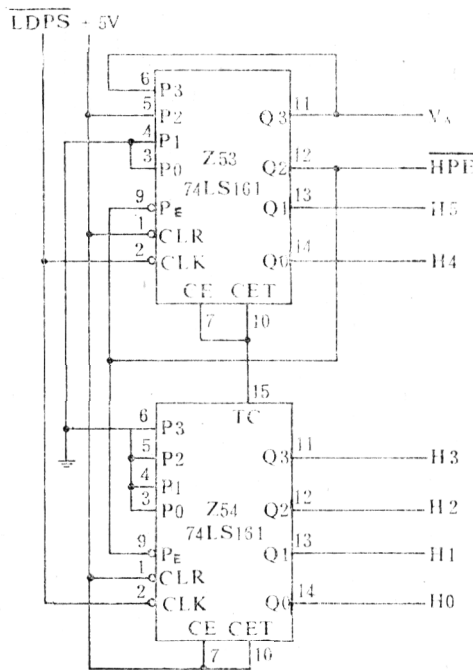 LDPS +5V
6 P3
5 P2
4 P1
3 P0
9 PE
1 CLR
2 CLK
Z53
74LS161
Q3 11 VA
Q2 12 HPE
Q1 13 H5
Q0 14 H4
CE CET
7 10
15
TC
6 P3
5 P2
4 P1
3 P0
9 PE
1 CLR
2 CLK
Z54
74LS161
Q3 11 H3
Q2 12 H2
Q1 13 H1
Q0 14 H0
CE CET
7 10